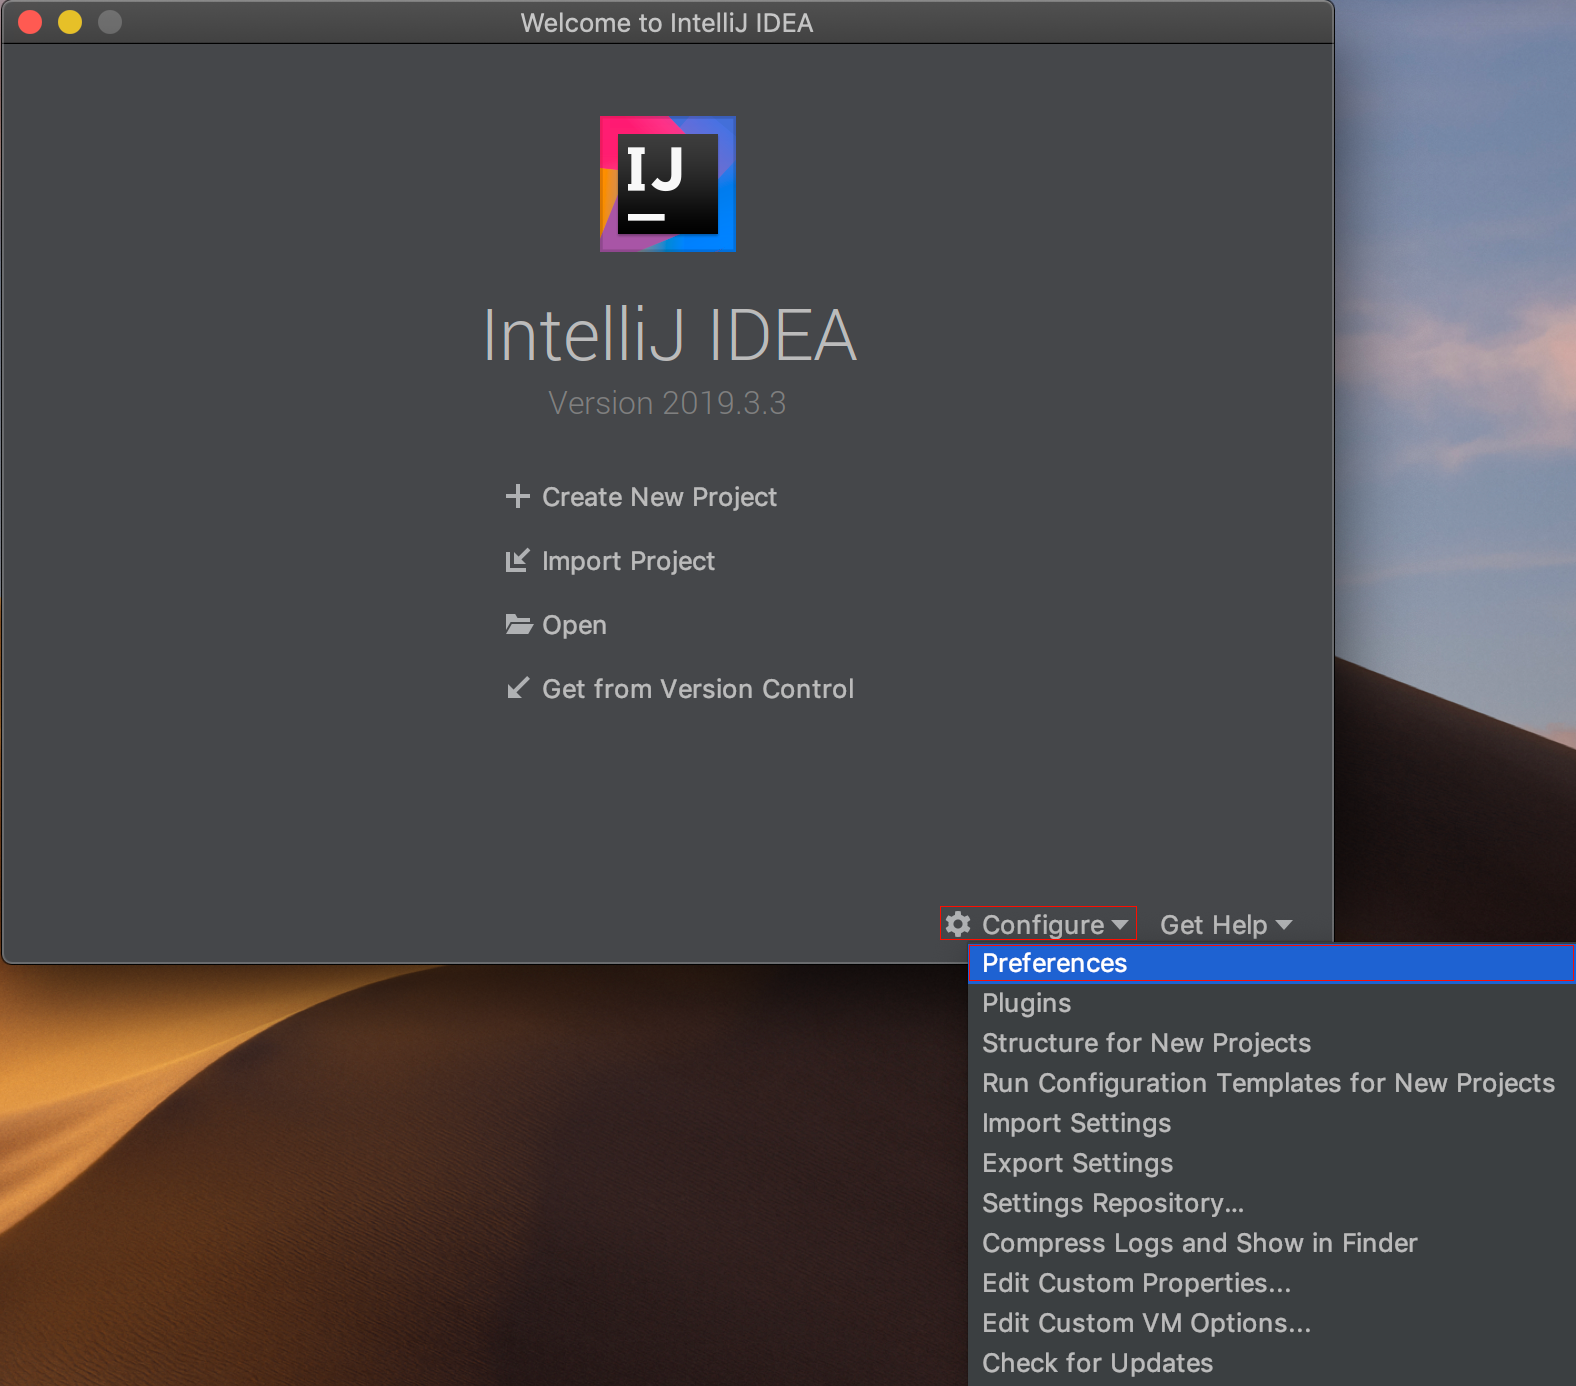 Welcome to IntelliJ IDEA
IJ
IntelliJ IDEA
Version 2019.3.3
Create New Project
Import Project
Open
Get from Version Control
Configure
Get Help
Preferences
Plugins
Structure for New Projects
Run Configuration Templates for New Projects
Import Settings
Export Settings
Settings Repository...
Compress Logs and Show in Finder
Edit Custom Properties...
Edit Custom VM Options...
Check for Updates